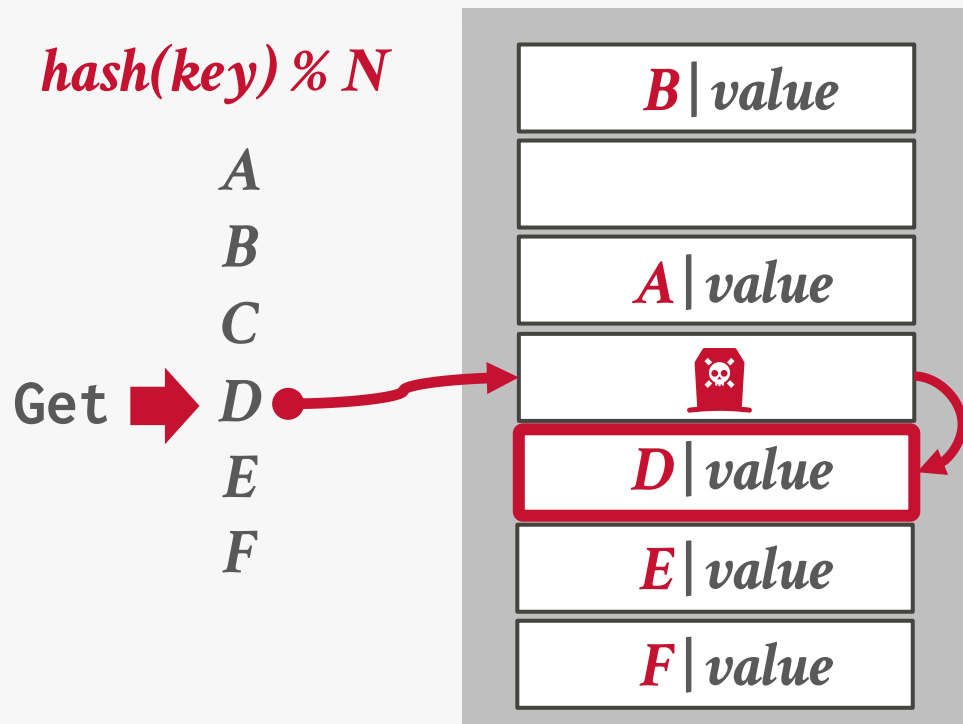 hash(key) % N
A
B
C
Get D
E
F
B|value
A|value
D|value
E|value
F|value